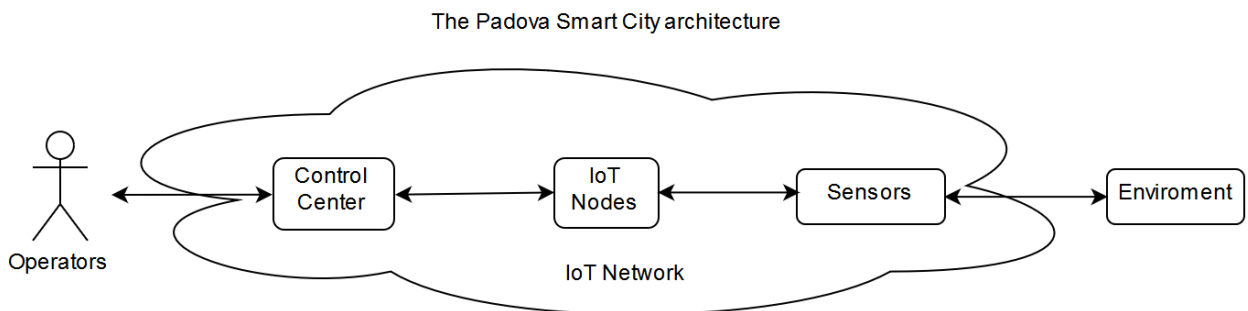 The Padova Smart City architecture
Control
Center
IoT
Nodes
Sensors
Enviroment
Operators
IoT Network